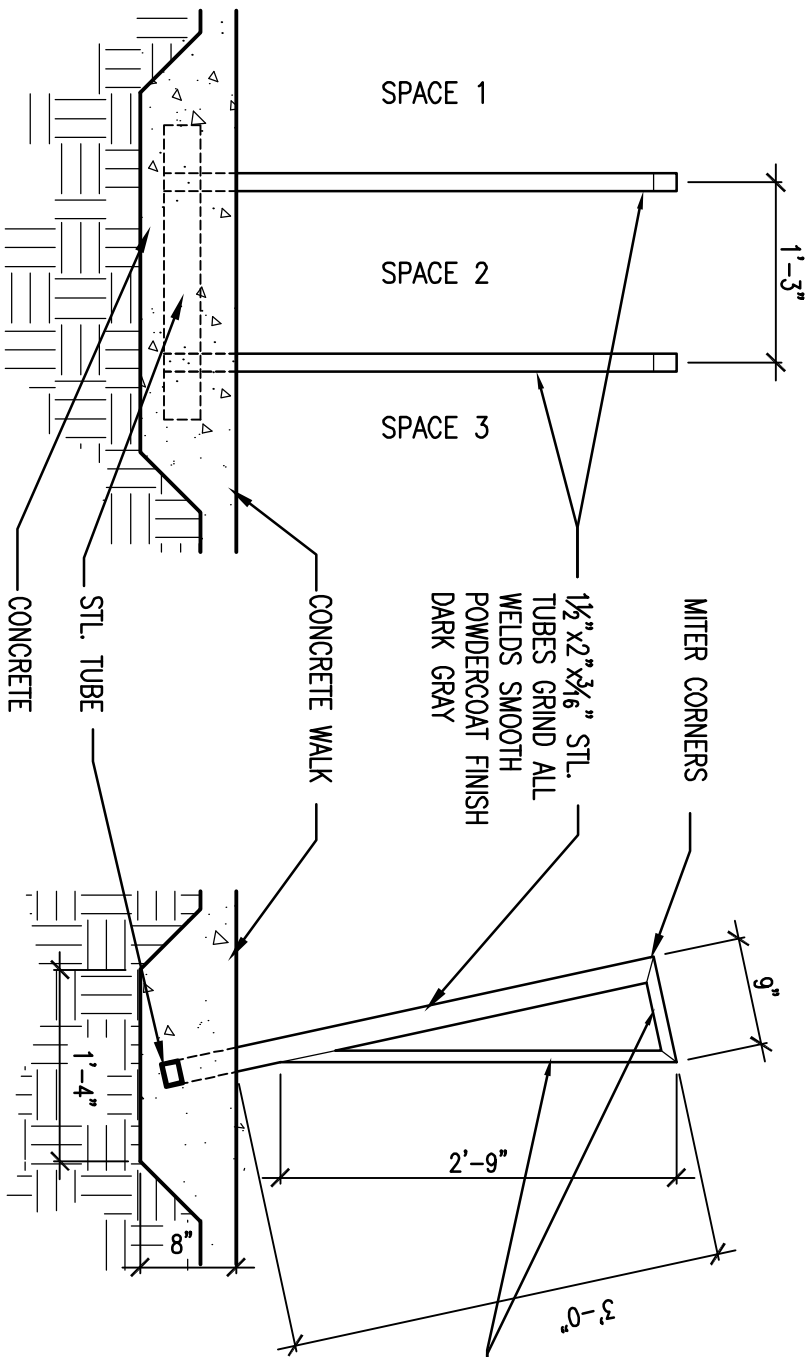 SPACE 1
SPACE 2
SPACE 3
1'-3"
MITER CORNERS
1½"x2"x3⁄16" STL.
TUBES GRIND ALL
WELDS SMOOTH
POWDERCOAT FINISH
DARK GRAY
CONCRETE WALK
STL. TUBE
CONCRETE
9"
2'-9"
3'-0"
1'-4"
8"